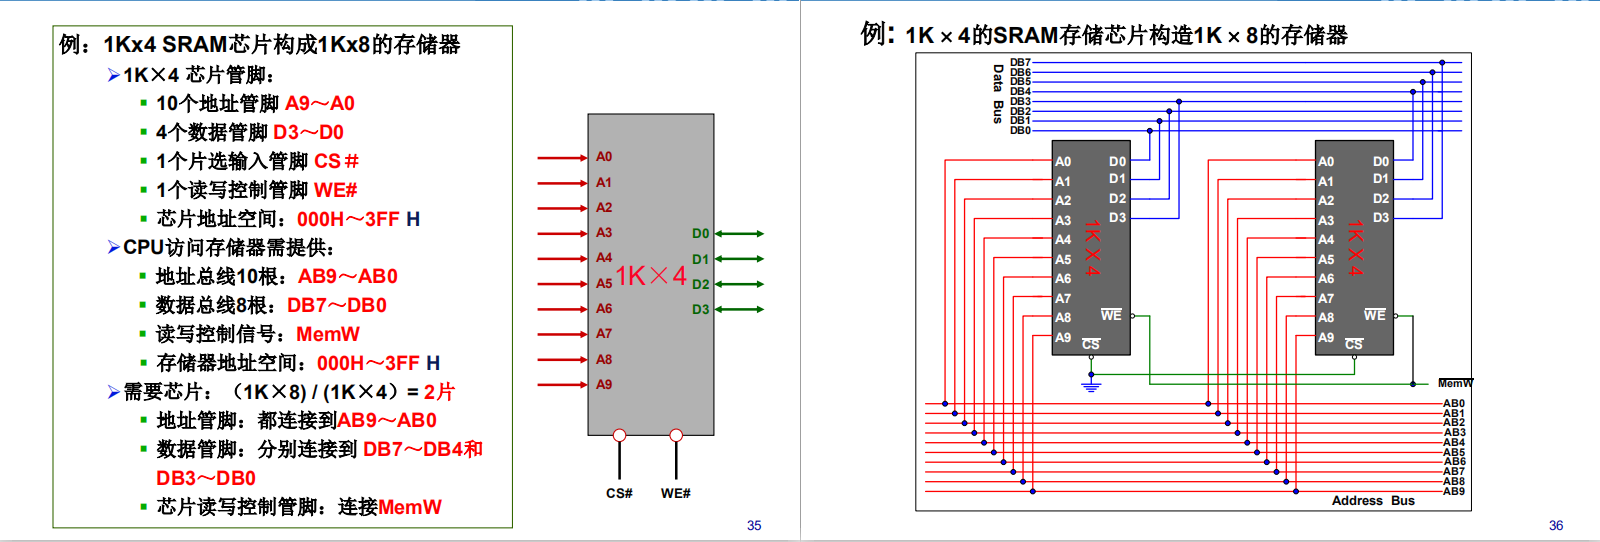 例：1Kx4 SRAM芯片构成1Kx8的存储器
1K×4 芯片管脚：
10个地址管脚 A9～A0
4个数据管脚 D3～D0
1个片选输入管脚 CS＃
1个读写控制管脚 WE#
芯片地址空间：000H～3FF H
CPU访问存储器需提供：
地址总线10根：AB9～AB0
数据总线8根：DB7～DB0
读写控制信号：MemW
存储器地址空间：000H～3FF H
需要芯片：（1K×8) / (1K×4）= 2片
地址管脚：都连接到AB9～AB0
数据管脚：分别连接到 DB7～DB4和
DB3～DB0
芯片读写控制管脚：连接MemW
A0
A1
A2
A3
A4
A5
A6
A7
A8
A9
1K×4
D0
D1
D2
D3
CS#
WE#
35
例: 1K × 4的SRAM存储芯片构造1K × 8的存储器
Data Bus
DB7
DB6
DB5
DB4
DB3
DB2
DB1
DB0
A0
A1
A2
A3
A4
A5
A6
A7
A8
A9
1K X 4
D0
D1
D2
D3
WE
CS
A0
A1
A2
A3
A4
A5
A6
A7
A8
A9
1K X 4
D0
D1
D2
D3
WE
CS
MemW
AB0
AB1
AB2
AB3
AB4
AB5
AB6
AB7
AB8
AB9
Address Bus
36